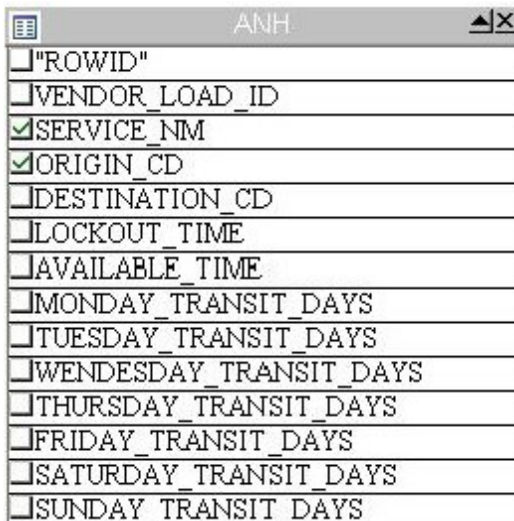 ANH
"ROWID"
VENDOR_LOAD_ID
SERVICE_NM
ORIGIN_CD
DESTINATION_CD
LOCKOUT_TIME
AVAILABLE_TIME
MONDAY_TRANSIT_DAYS
TUESDAY_TRANSIT_DAYS
WENDESDAY_TRANSIT_DAYS
THURSDAY_TRANSIT_DAYS
FRIDAY_TRANSIT_DAYS
SATURDAY_TRANSIT_DAYS
SUNDAY_TRANSIT_DAYS